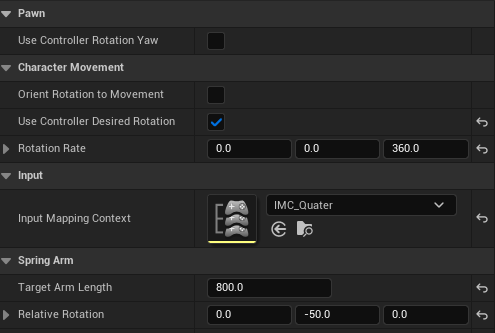 Pawn
Use Controller Rotation Yaw
Character Movement
Orient Rotation to Movement
Use Controller Desired Rotation
Rotation Rate 0.0 0.0 360.0
Input
Input Mapping Context IMC_Quater
Spring Arm
Target Arm Length 800.0
Relative Rotation 0.0 -50.0 0.0